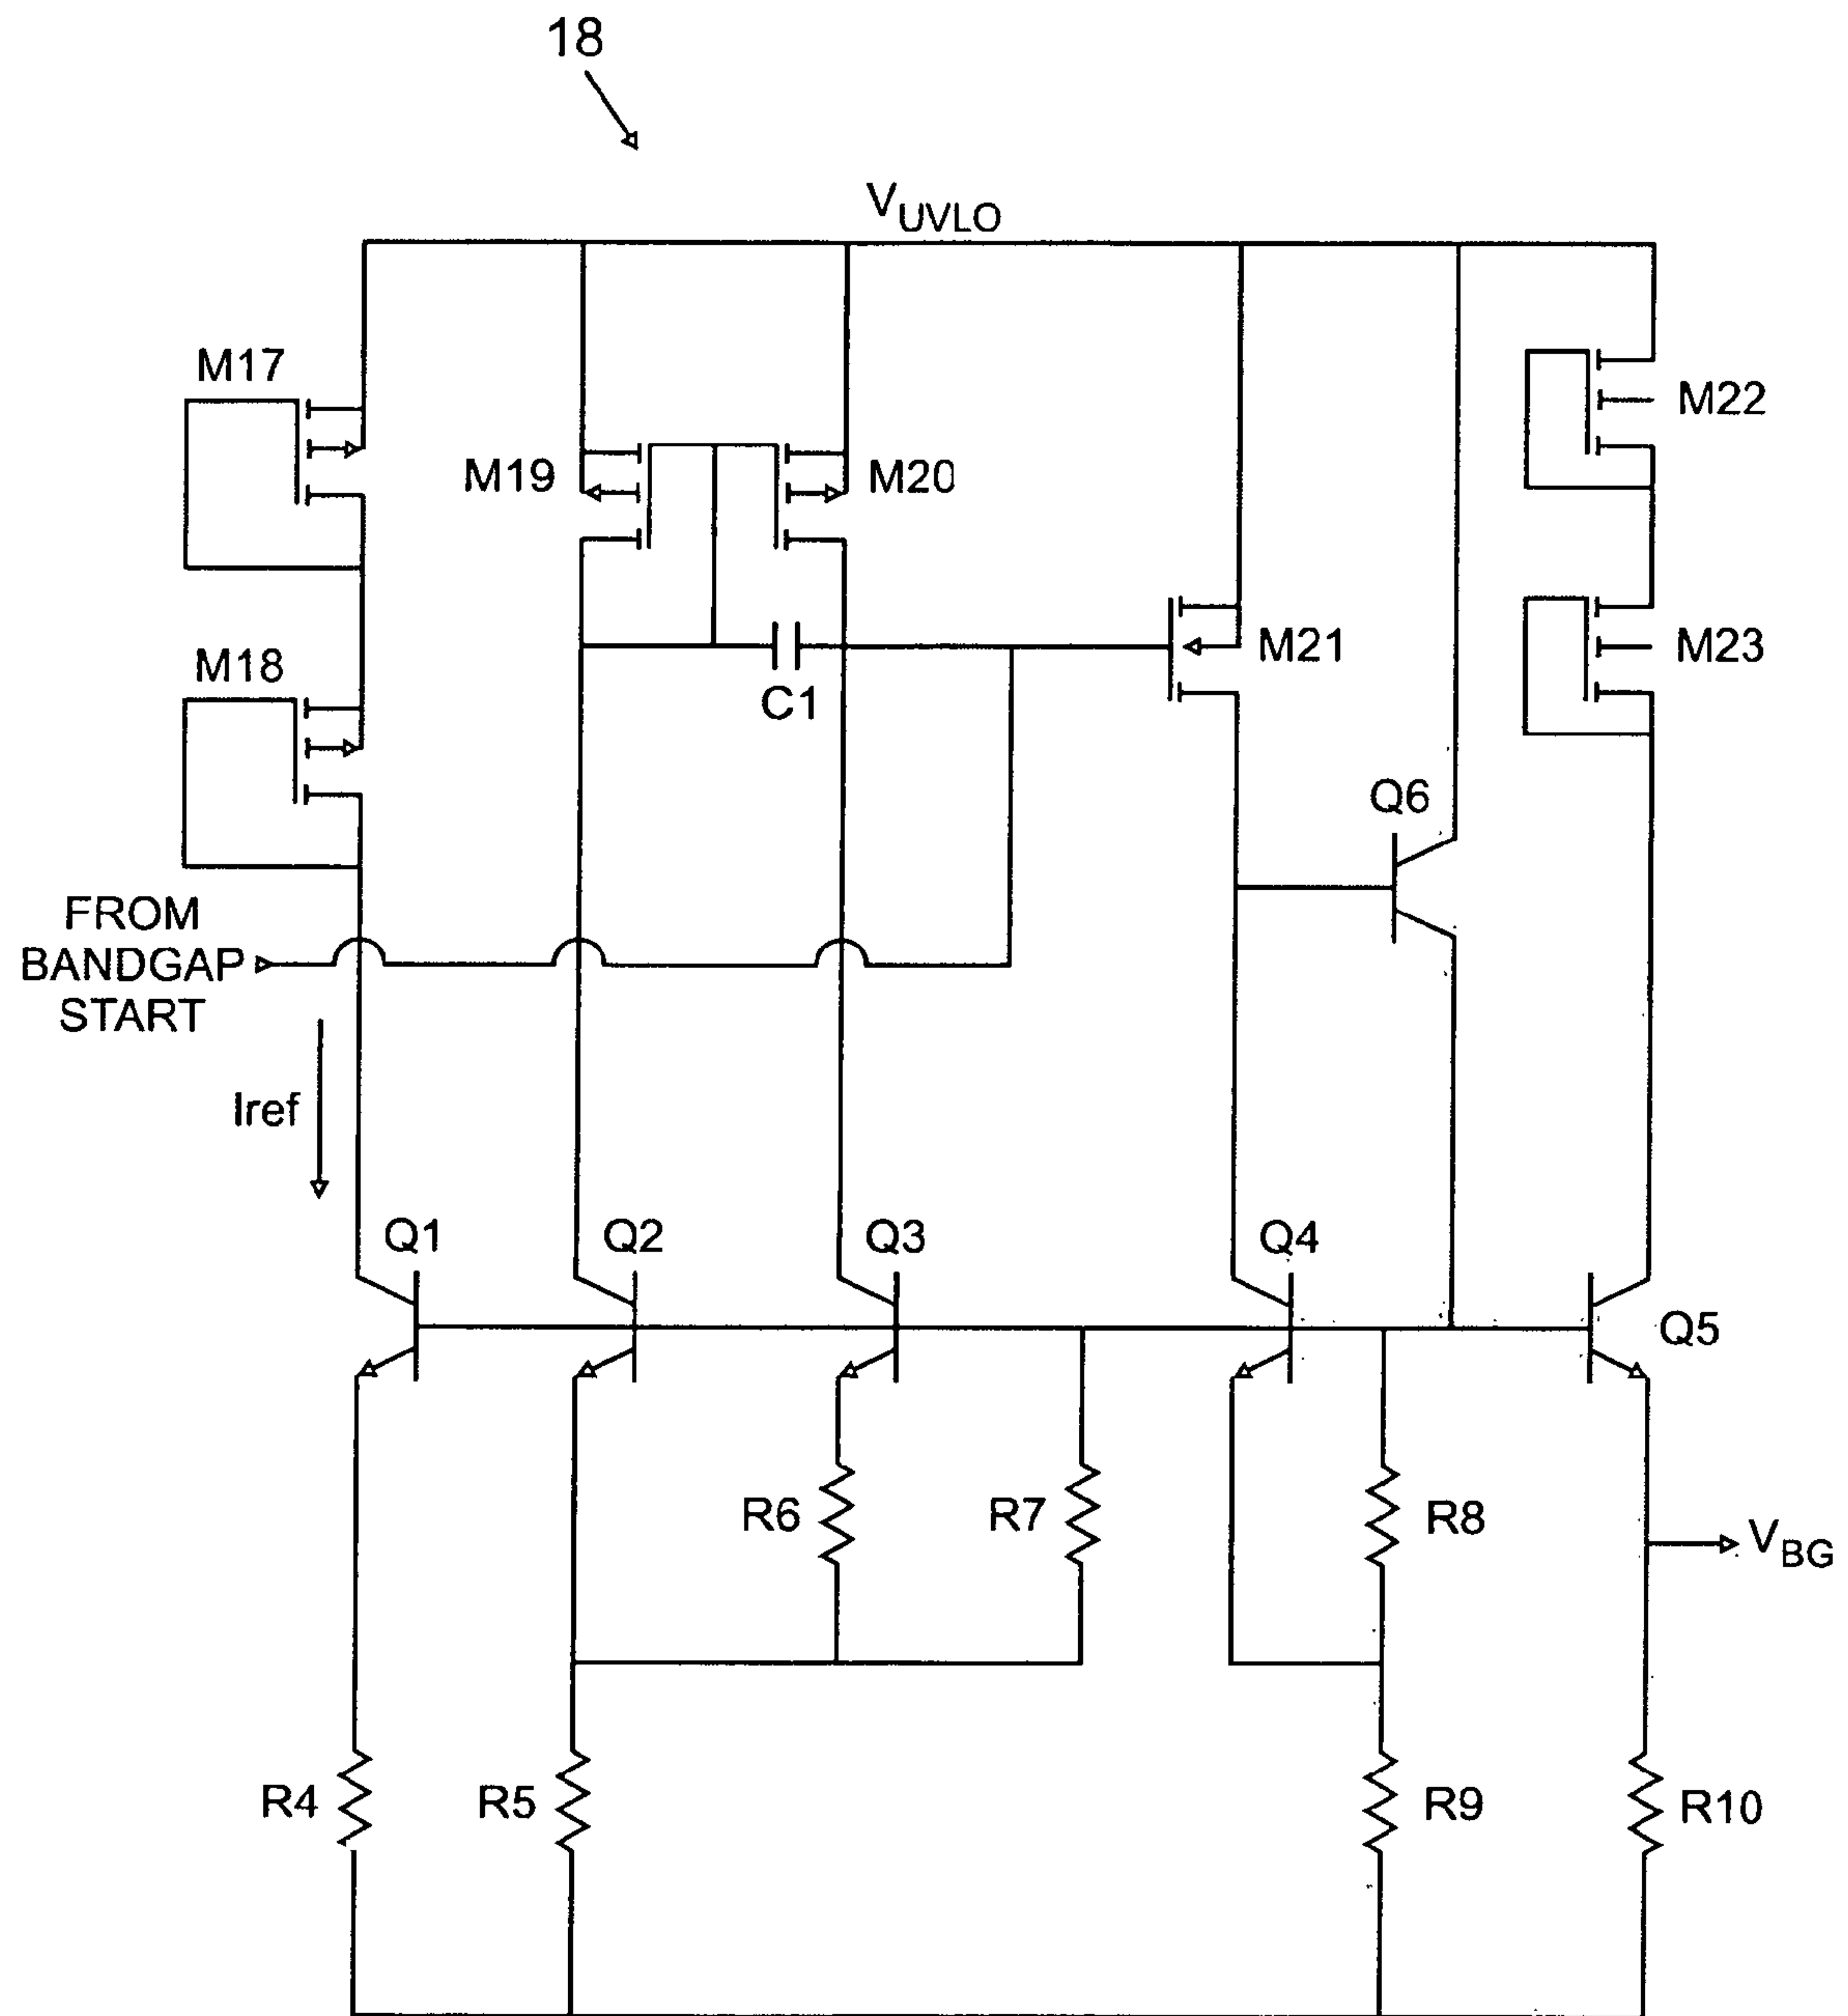 18
VUVLO
M17
M22
M19
M20
M21
M23
M18
C1
Q6
FROM
BANDGAP
START
Iref
Q1
Q2
Q3
Q4
Q5
R6
R7
R8
VBG
R4
R5
R9
R10